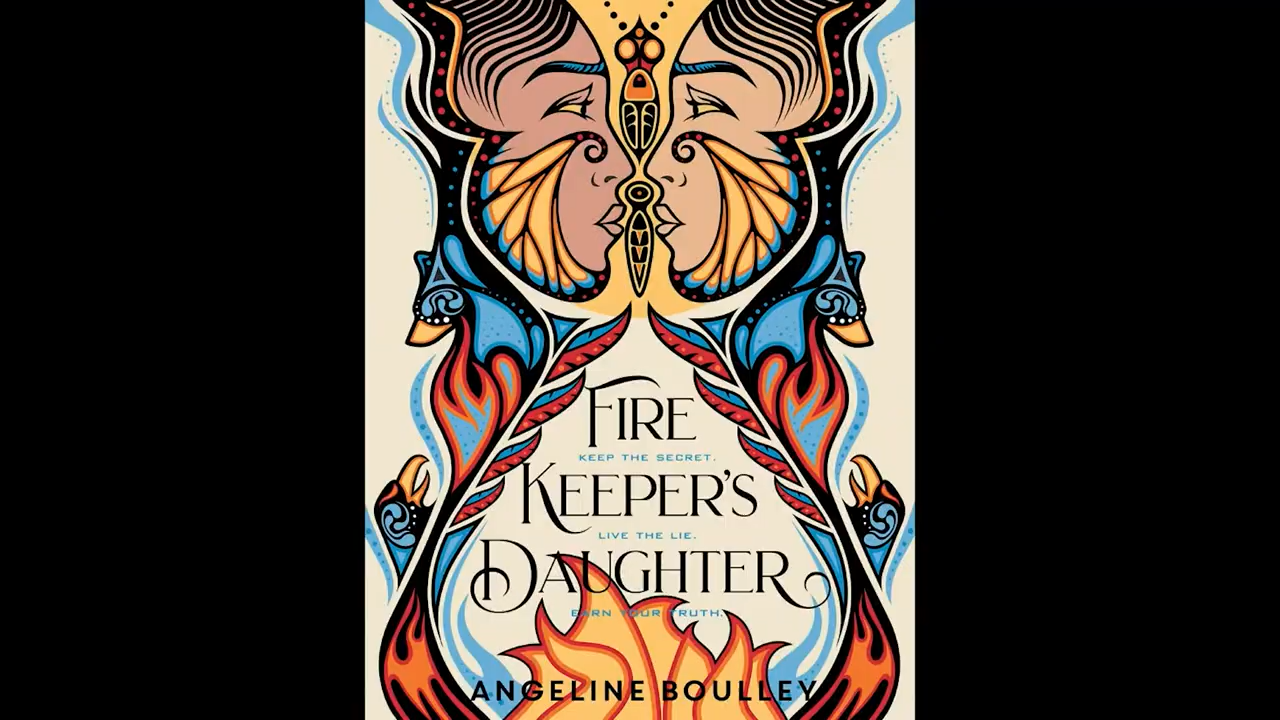 FIRE
KEEP THE SECRET.
KEEPER'S
LIVE THE LIE.
DAUGHTER
EARN YOUR TRUTH.
ANGELINE BOULLEY